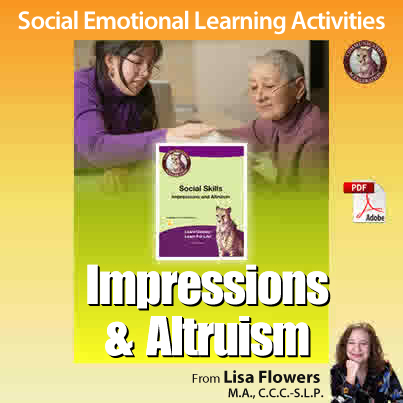 Social Emotional Learning Activities
Social Skills
Impressions and Altruism
PDF
Adobe
Impressions
& Altruism
From Lisa Flowers
M.A., C.C.C.-S.L.P.